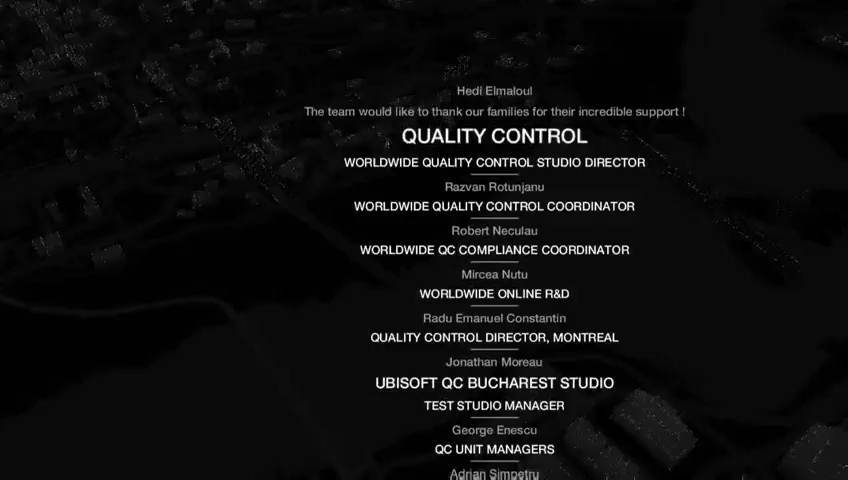 Hedi Elmaloul
The team would like to thank our families for their incredible support !
QUALITY CONTROL
WORLDWIDE QUALITY CONTROL STUDIO DIRECTOR
Razvan Rotunjanu
WORLDWIDE QUALITY CONTROL COORDINATOR
Robert Neculau
WORLDWIDE QC COMPLIANCE COORDINATOR
Mircea Nutu
WORLDWIDE ONLINE R&D
Radu Emanuel Constantin
QUALITY CONTROL DIRECTOR, MONTREAL
Jonathan Moreau
UBISOFT QC BUCHAREST STUDIO
TEST STUDIO MANAGER
George Enescu
QC UNIT MANAGERS
Adrian Simpetru